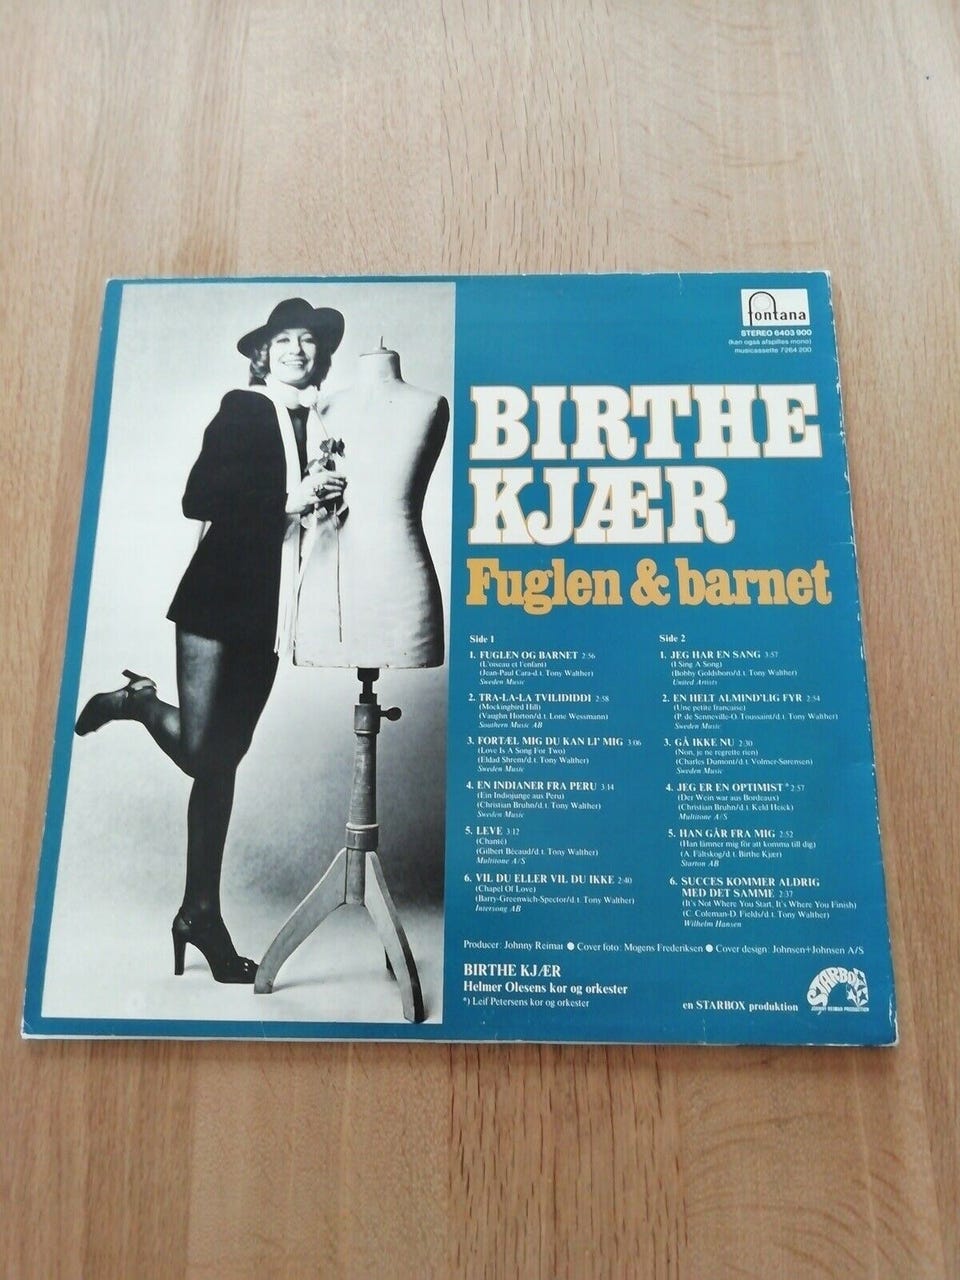 fontana
STEREO 6403 900
(kan også afspilles mono)
musicassette 7264 200
BIRTHE
KJÆR
Fuglen & barnet
Side 1
1. FUGLEN OG BARNET 2:56
(L'oiseau et l'enfant)
(Jean-Paul Cara-d.t. Tony Walther)
Sweden Music
2. TRA-LA-LA TVILIDIDDI 2:58
(Mockingbird Hill)
(Vaughn Horton/d.t. Lone Wessmann)
Southern Music AB
3. FORTÆL MIG DU KAN LI' MIG 3:06
(Love Is A Song For Two)
(Eldad Shrem/d.t. Tony Walther)
Sweden Music
4. EN INDIANER FRA PERU 3:14
(Ein Indiojunge aus Peru)
(Christian Bruhn/d.t. Tony Walther)
Sweden Music
5. LEVE 3:12
(Chanté)
(Gilbert Bécaud/d.t. Tony Walther)
Multitone A/S
6. VIL DU ELLER VIL DU IKKE 2:40
(Chapel Of Love)
(Barry-Greenwich-Spector/d.t. Tony Walther)
Intersong AB
Side 2
1. JEG HAR EN SANG 3:57
(I Sing A Song)
(Bobby Goldsboro/d.t. Tony Walther)
United Artists
2. EN HELT ALMIND'LIG FYR 2:54
(Une petite francaise)
(P. de Senneville-O. Toussaint/d.t. Tony Walther)
Sweden Music
3. GÅ IKKE NU 2:30
(Non, je ne regrette rien)
(Charles Dumont/d.t. Volmer-Sørensen)
Sweden Music
4. JEG ER EN OPTIMIST* 2:57
(Der Wein war aus Bordeaux)
(Christian Bruhn/d.t. Keld Heick)
Multitone A/S
5. HAN GÅR FRA MIG 2:52
(Han lämner mig för att komma till dig)
(A. Fältskog/d.t. Birthe Kjær)
Starton AB
6. SUCCES KOMMER ALDRIG
MED DET SAMME 2:37
(It's Not Where You Start, It's Where You Finish)
(C. Coleman-D. Fields/d.t. Tony Walther)
Wilhelm Hansen
Producer: Johnny Reimar ● Cover foto: Mogens Frederiksen ● Cover design: Johnsen+Johnsen A/S
BIRTHE KJÆR
Helmer Olesens kor og orkester
*) Leif Petersens kor og orkester
en STARBOX produktion
STARBOX
JOHNNY REIMAR PRODUCTION